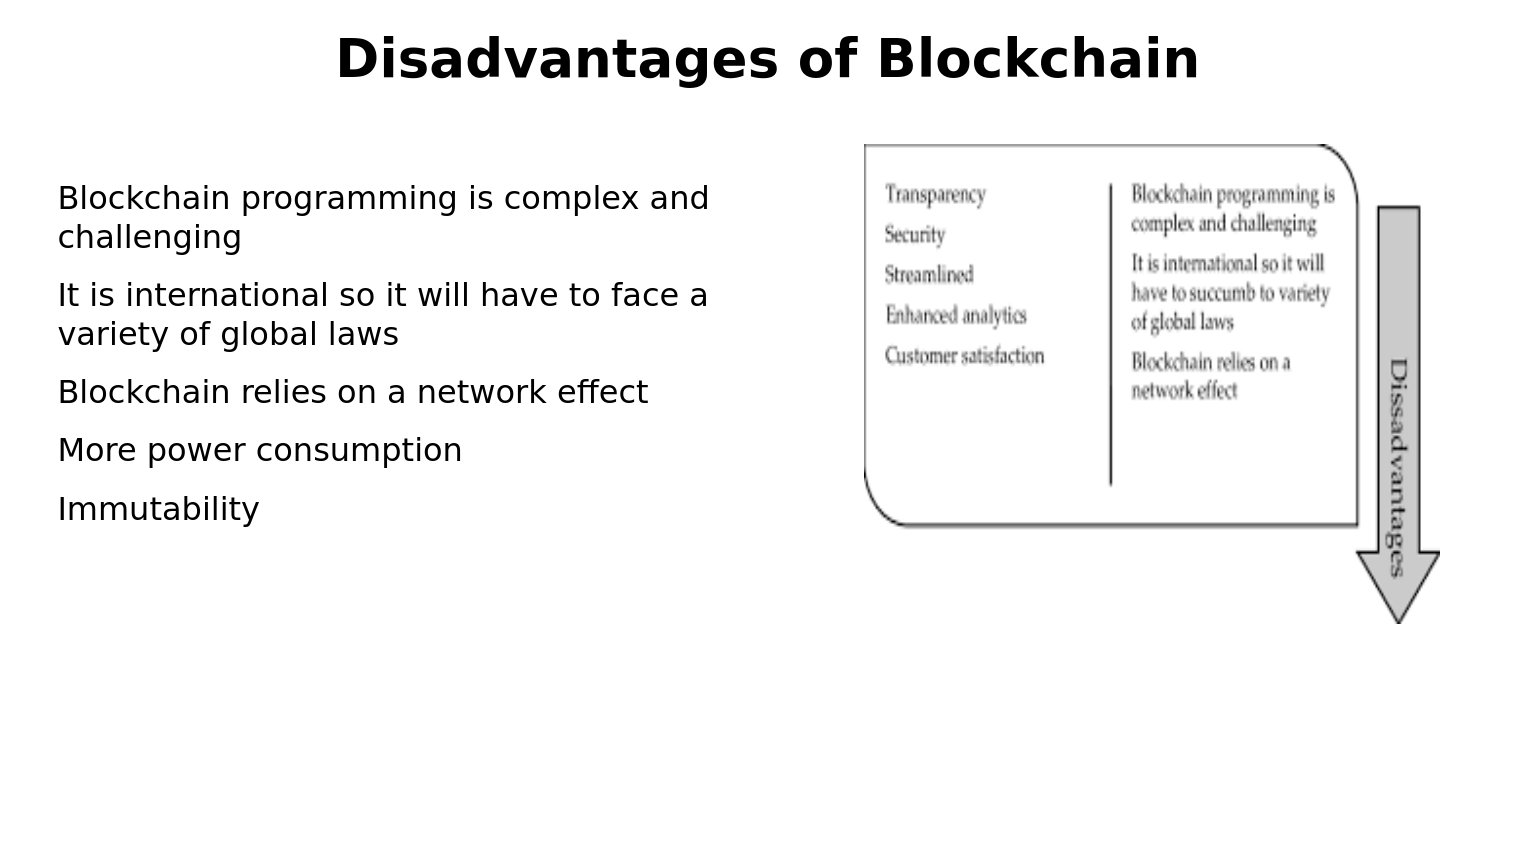 Disadvantages of Blockchain
Blockchain programming is complex and
challenging
It is international so it will have to face a
variety of global laws
Blockchain relies on a network effect
More power consumption
Immutability
Transparency
Security
Streamlined
Enhanced analytics
Customer satisfaction
Blockchain programming is
complex and challenging
It is international so it will
have to succumb to variety
of global laws
Blockchain relies on a
network effect
Dissadvantages